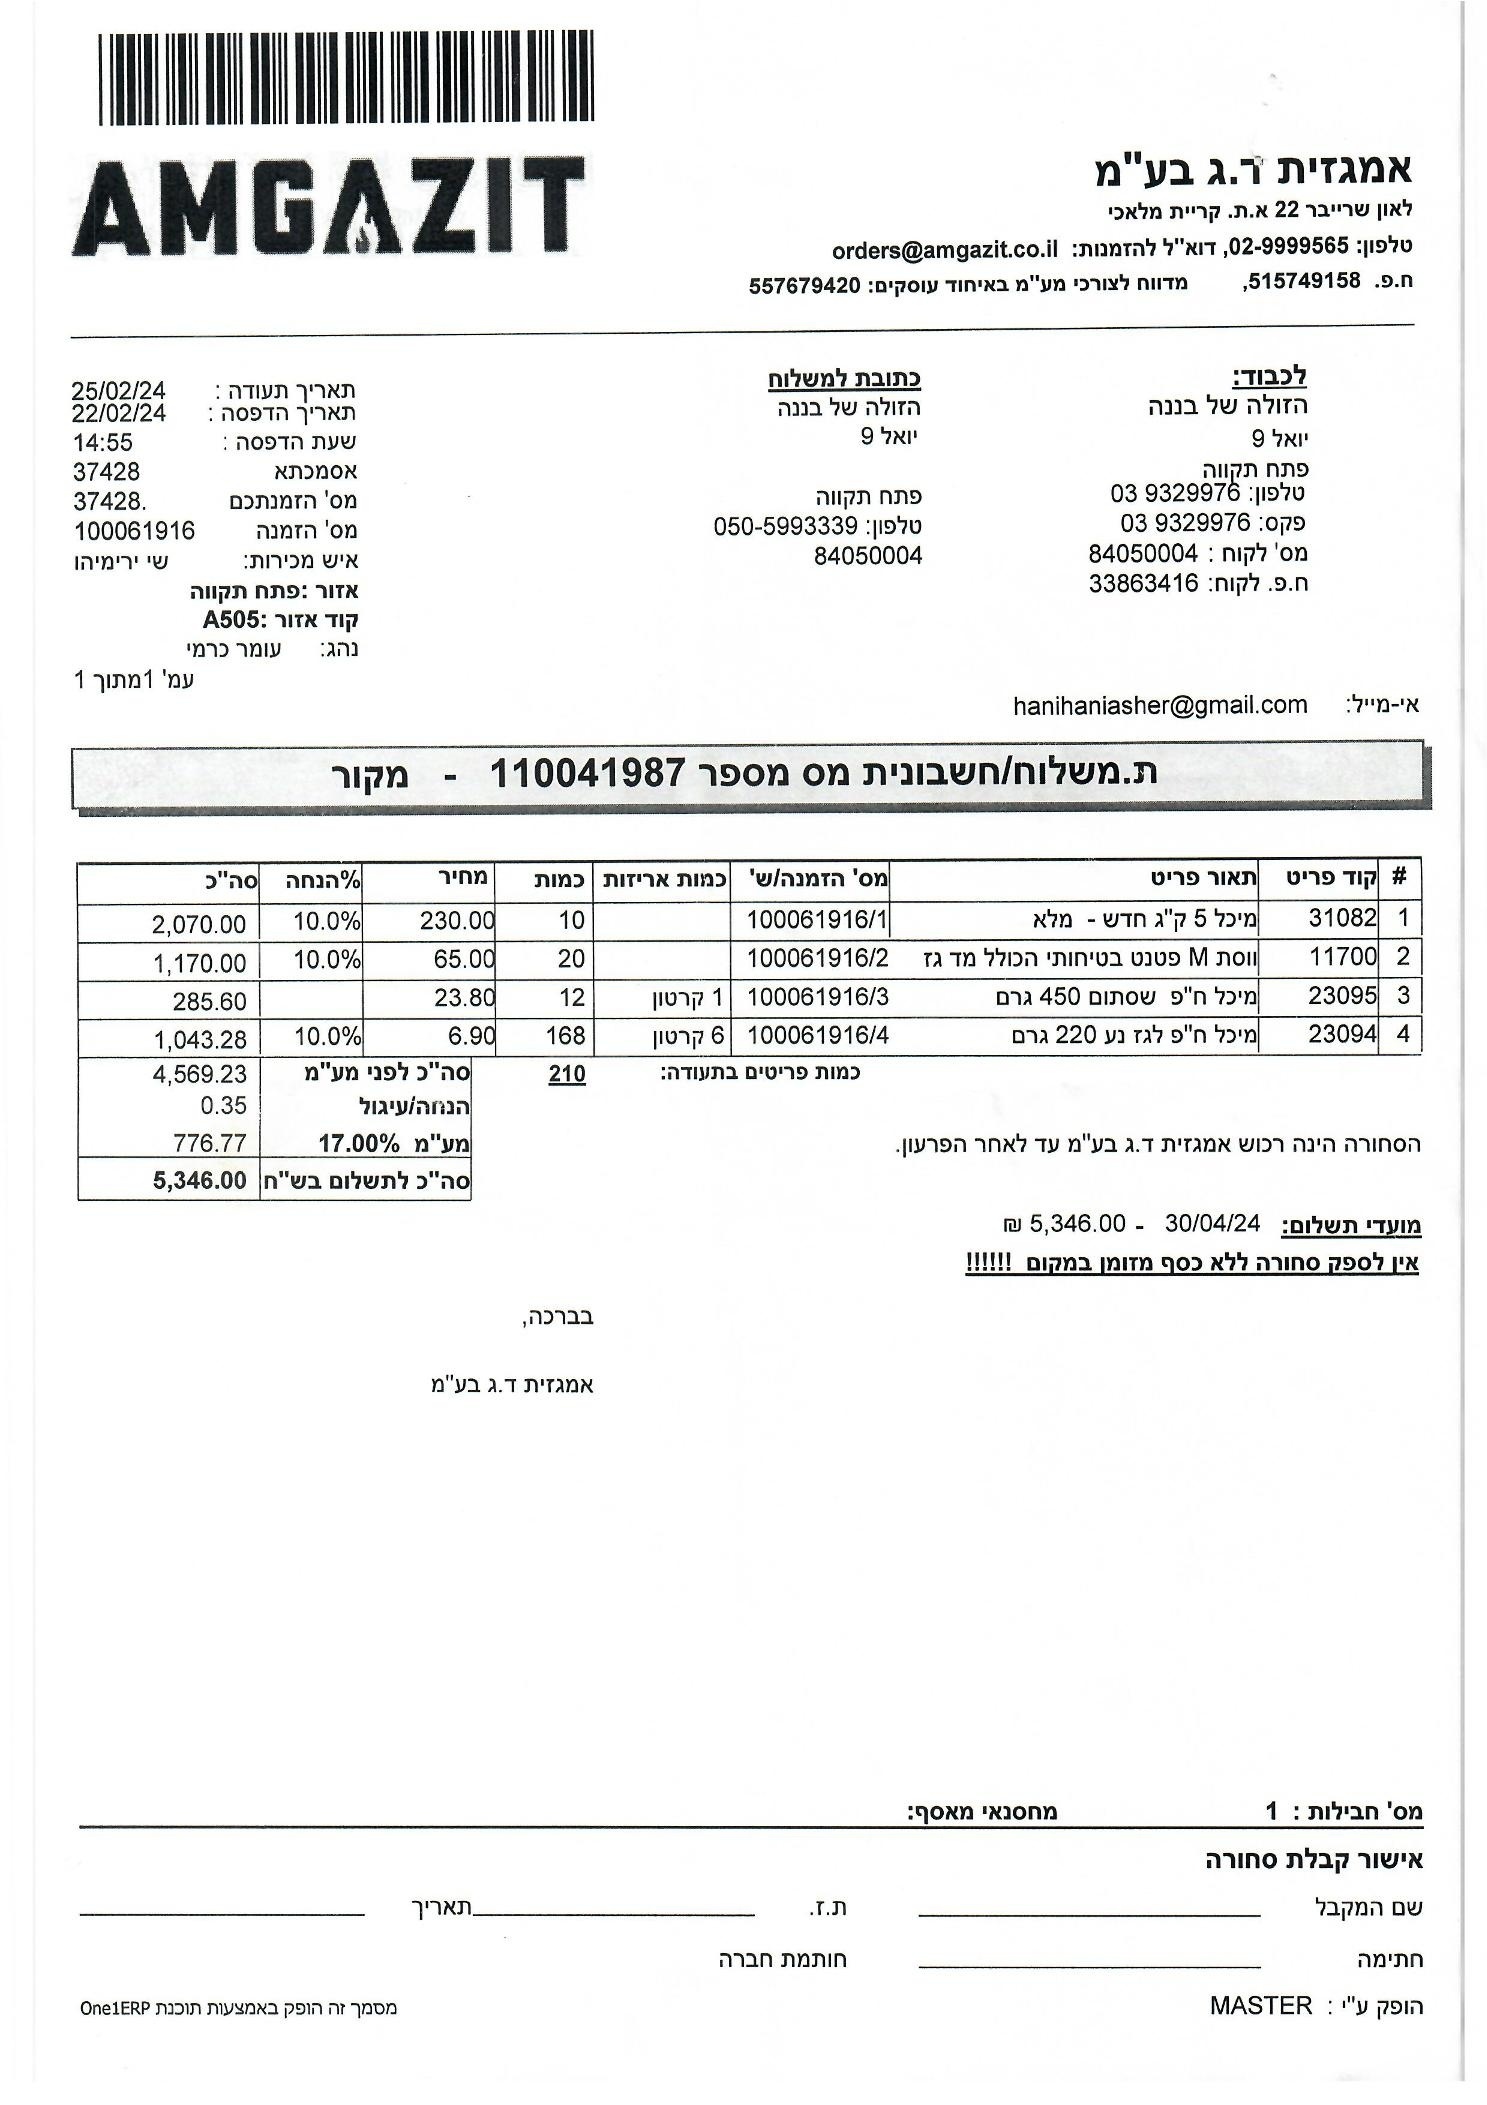 AMGAZIT
אמגזית ד.ג בע"מ
לאון שרייבר 22 א.ת. קריית מלאכי
טלפון: 02-9999565, דוא"ל להזמנות: orders@amgazit.co.il
ח.פ. 515749158, מדווח לצורכי מע"מ באיחוד עוסקים: 557679420
לכבוד:
הזולה של בננה
יואל 9
פתח תקווה
טלפון: 03 9329976
פקס: 03 9329976
מס' לקוח : 84050004
ח.פ. לקוח: 33863416
כתובת למשלוח
הזולה של בננה
יואל 9
פתח תקווה
טלפון: 050-5993339
84050004
תאריך תעודה : 25/02/24
תאריך הדפסה : 22/02/24
שעת הדפסה : 14:55
אסמכתא 37428
מס' הזמנתכם 37428.
מס' הזמנה 100061916
איש מכירות: שי ירימיהו
אזור :פתח תקווה
קוד אזור :A505
נהג: עומר כרמי
עמ' 1מתוך 1
אי-מייל: hanihaniasher@gmail.com
ת.משלוח/חשבונית מס מספר 110041987 - מקור
# קוד פריט תאור פריט מס' הזמנה/ש' כמות אריזות כמות מחיר %הנחה סה"כ
1 31082 מיכל 5 ק"ג חדש - מלא 100061916/1 10 230.00 10.0% 2,070.00
2 11700 ווסת M פטנט בטיחותי הכולל מד גז 100061916/2 20 65.00 10.0% 1,170.00
3 23095 מיכל ח"פ שסתום 450 גרם 100061916/3 1 קרטון 12 23.80 285.60
4 23094 מיכל ח"פ לגז נע 220 גרם 100061916/4 6 קרטון 168 6.90 10.0% 1,043.28
כמות פריטים בתעודה: 210 סה"כ לפני מע"מ 4,569.23
הנחה/עיגול 0.35
הסחורה הינה רכוש אמגזית ד.ג בע"מ עד לאחר הפרעון. מע"מ 17.00% 776.77
סה"כ לתשלום בש"ח 5,346.00
מועדי תשלום: 30/04/24 - 5,346.00 ₪
אין לספק סחורה ללא כסף מזומן במקום !!!!!!
בברכה,
אמגזית ד.ג בע"מ
מס' חבילות : 1 מחסנאי מאסף:
אישור קבלת סחורה
שם המקבל ת.ז. תאריך
חתימה חותמת חברה
הופק ע"י : MASTER מסמך זה הופק באמצעות תוכנת One1ERP